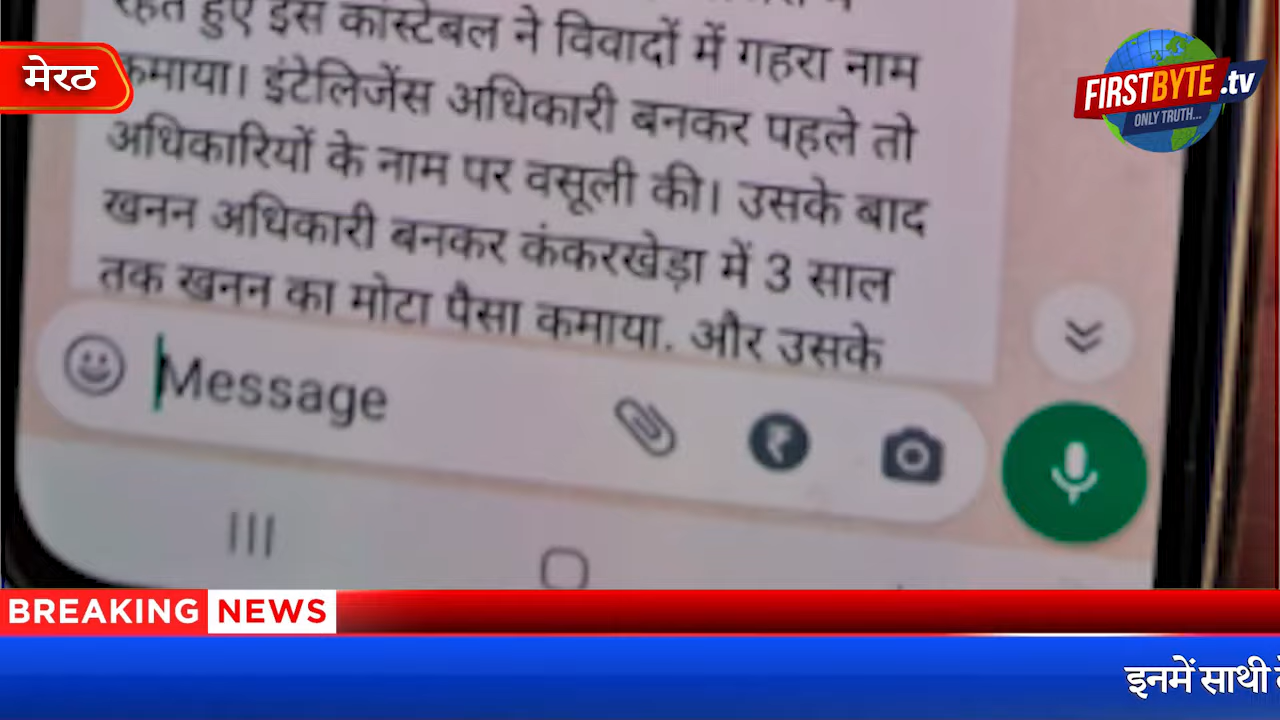 रहते हुए इस कांस्टेबल ने विवादों में गहरा नाम
कमाया। इंटेलिजेंस अधिकारी बनकर पहले तो
अधिकारियों के नाम पर वसूली की। उसके बाद
खनन अधिकारी बनकर कंकरखेड़ा में 3 साल
तक खनन का मोटा पैसा कमाया. और उसके
Message
मेरठ
FIRSTBYTE.tv
ONLY TRUTH...
BREAKING NEWS
इनमें साथी